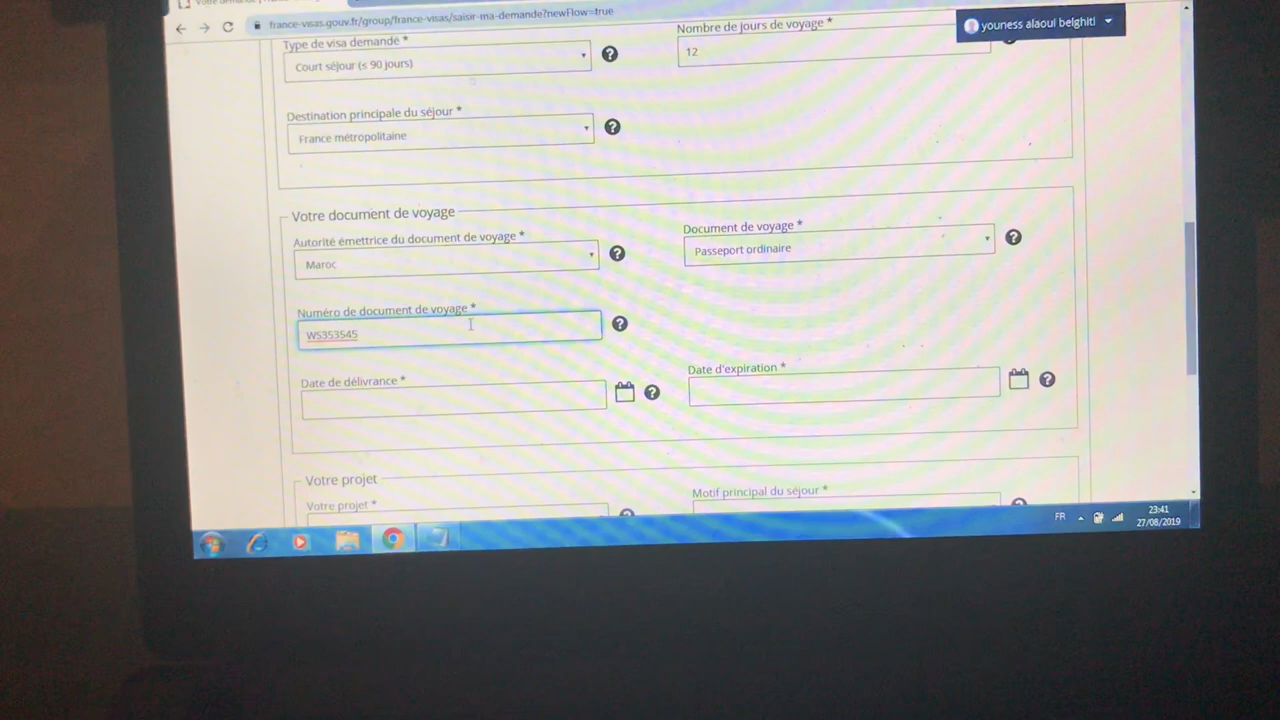 france-visas.gouv.fr/group/france-visas/saisir-ma-demande?newFlow=true
youness alaoui belghiti
Type de visa demandé *
Nombre de jours de voyage *
Court séjour (≤ 90 jours)
12
Destination principale du séjour *
France métropolitaine
Votre document de voyage
Autorité émettrice du document de voyage *
Document de voyage *
Maroc
Passeport ordinaire
Numéro de document de voyage *
WS353545
Date de délivrance *
Date d'expiration *
Votre projet
Votre projet *
Motif principal du séjour *
FR
23:41
27/08/2019